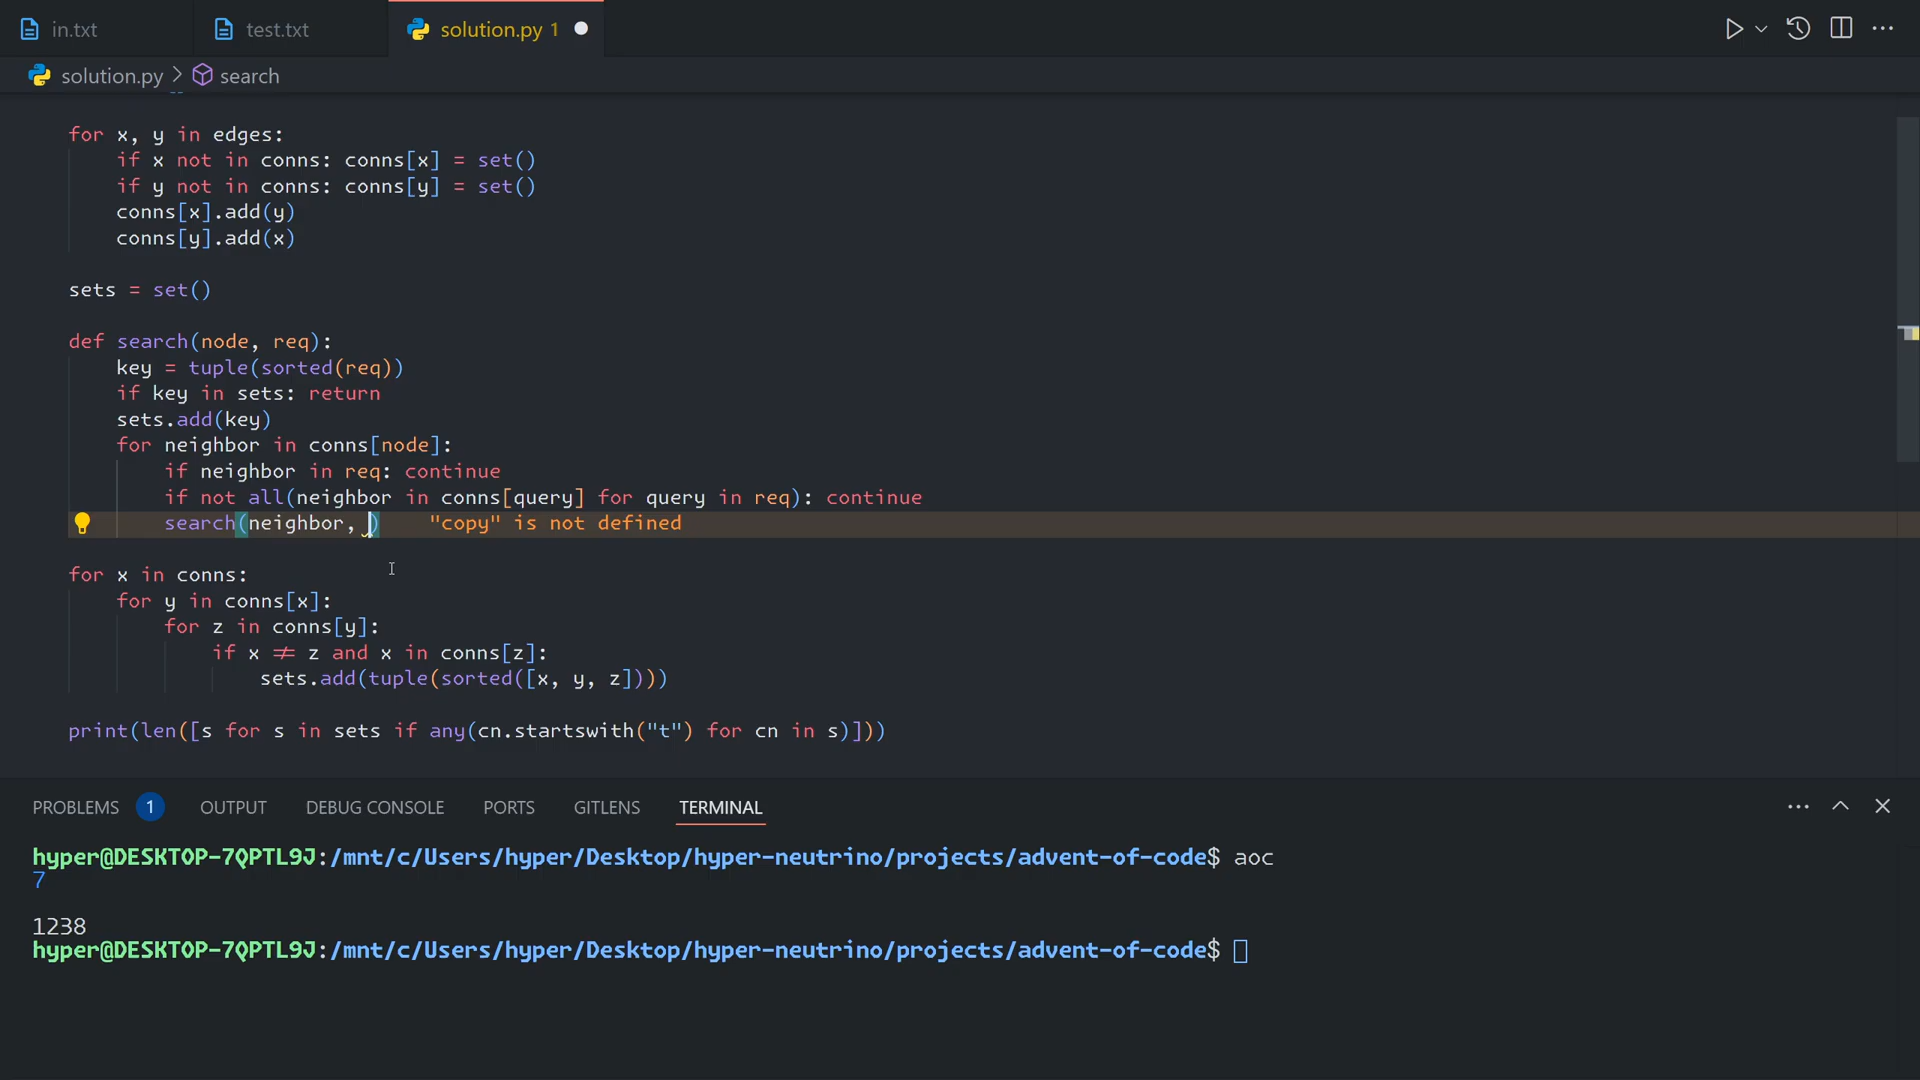 in.txt
test.txt
solution.py 1
solution.py > search
for x, y in edges:
if x not in conns: conns[x] = set()
if y not in conns: conns[y] = set()
conns[x].add(y)
conns[y].add(x)
sets = set()
def search(node, req):
key = tuple(sorted(req))
if key in sets: return
sets.add(key)
for neighbor in conns[node]:
if neighbor in req: continue
if not all(neighbor in conns[query] for query in req): continue
search(neighbor, ) "copy" is not defined
for x in conns:
for y in conns[x]:
for z in conns[y]:
if x != z and x in conns[z]:
sets.add(tuple(sorted([x, y, z])))
print(len([s for s in sets if any(cn.startswith("t") for cn in s)]))
PROBLEMS 1 OUTPUT DEBUG CONSOLE PORTS GITLENS TERMINAL
hyper@DESKTOP-7QPTL9J:/mnt/c/Users/hyper/Desktop/hyper-neutrino/projects/advent-of-code$ aoc
7
1238
hyper@DESKTOP-7QPTL9J:/mnt/c/Users/hyper/Desktop/hyper-neutrino/projects/advent-of-code$